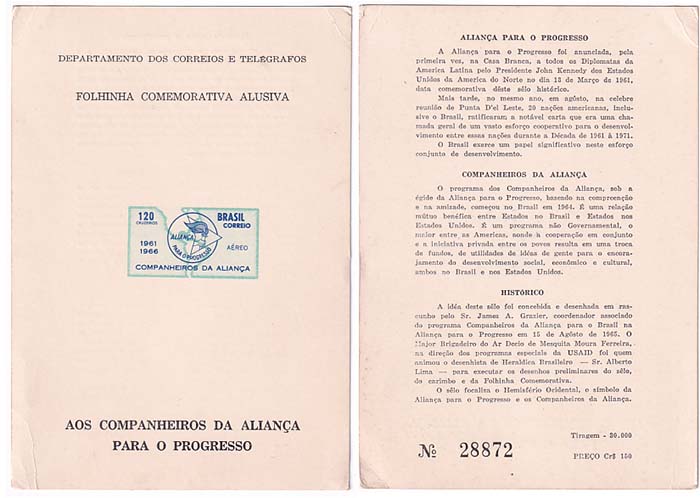 DEPARTAMENTO DOS CORREIOS E TELÉGRAFOS
FOLHINHA COMEMORATIVA ALUSIVA
120
CRUZEIROS
BRASIL
CORREIO
1961
1966
ALIANÇA
PARA O PROGRESSO
AÉREO
COMPANHEIROS DA ALIANÇA
AOS COMPANHEIROS DA ALIANÇA
PARA O PROGRESSO
ALIANÇA PARA O PROGRESSO
A Aliança para o Progresso foi anunciada, pela
primeira ves, na Casa Branca, a todos os Diplomatas da
America Latina pelo Presidente John Kennedy dos Estados
Unidos da America do Norte no dia 13 de Março de 1961,
data comemorativa dêste sêlo histórico.
Mais tarde, no mesmo ano, em agôsto, na celebre
reunião de Punta D'el Leste, 20 nações americanas, inclu-
sive o Brasil, ratificaram a notável carta que era uma cha-
mada geral de um vasto esforço cooperativo para o desenvol-
vimento entre essas nações durante a Década de 1961 à 1971.
O Brasil exerce um papel significativo neste esforço
conjunto de desenvolvimento.
COMPANHEIROS DA ALIANÇA
O programa dos Companheiros da Aliança, sob a
égide da Aliança para o Progresso, baseado na compreenção
e na amizade, começou no Brasil em 1964. É uma relação
mútuo benéfica entre Estados no Brasil e Estados nos
Estados Unidos. É um programa não Governamental, o
maior entre as Americas, sonde a cooperação em conjunto
e a iniciativa privada entre os povos resulta em uma troca
de fundos, de utilidades de idéas de gente para o encora-
jamento do desenvolvimento social, econômico e cultural,
ambos no Brasil e nos Estados Unidos.
HISTÓRICO
A idéa deste sêlo foi concebida e desenhada em ras-
cunho pelo Sr. James A. Grazier, coordenador associado
do programa Companheiros da Aliança para o Brasil na
Aliança para o Progresso em 15 de Agôsto de 1965. O
Major Brigadeiro do Ar Decio de Mesquita Moura Ferreira,
na direção dos programas especiais da USAID foi quem
animou o desenhista de Heraldica Brasileiro — Sr. Alberto
Lima — para executar os desenhos preliminares do sêlo,
do carimbo e da Folhinha Comemorativa.
O sêlo focaliza o Hemisfério Ocidental, o símbolo da
Aliança para o Progresso e os Companheiros da Aliança.
Tiragem - 30.000
Nº 28872
PREÇO Cr$ 150